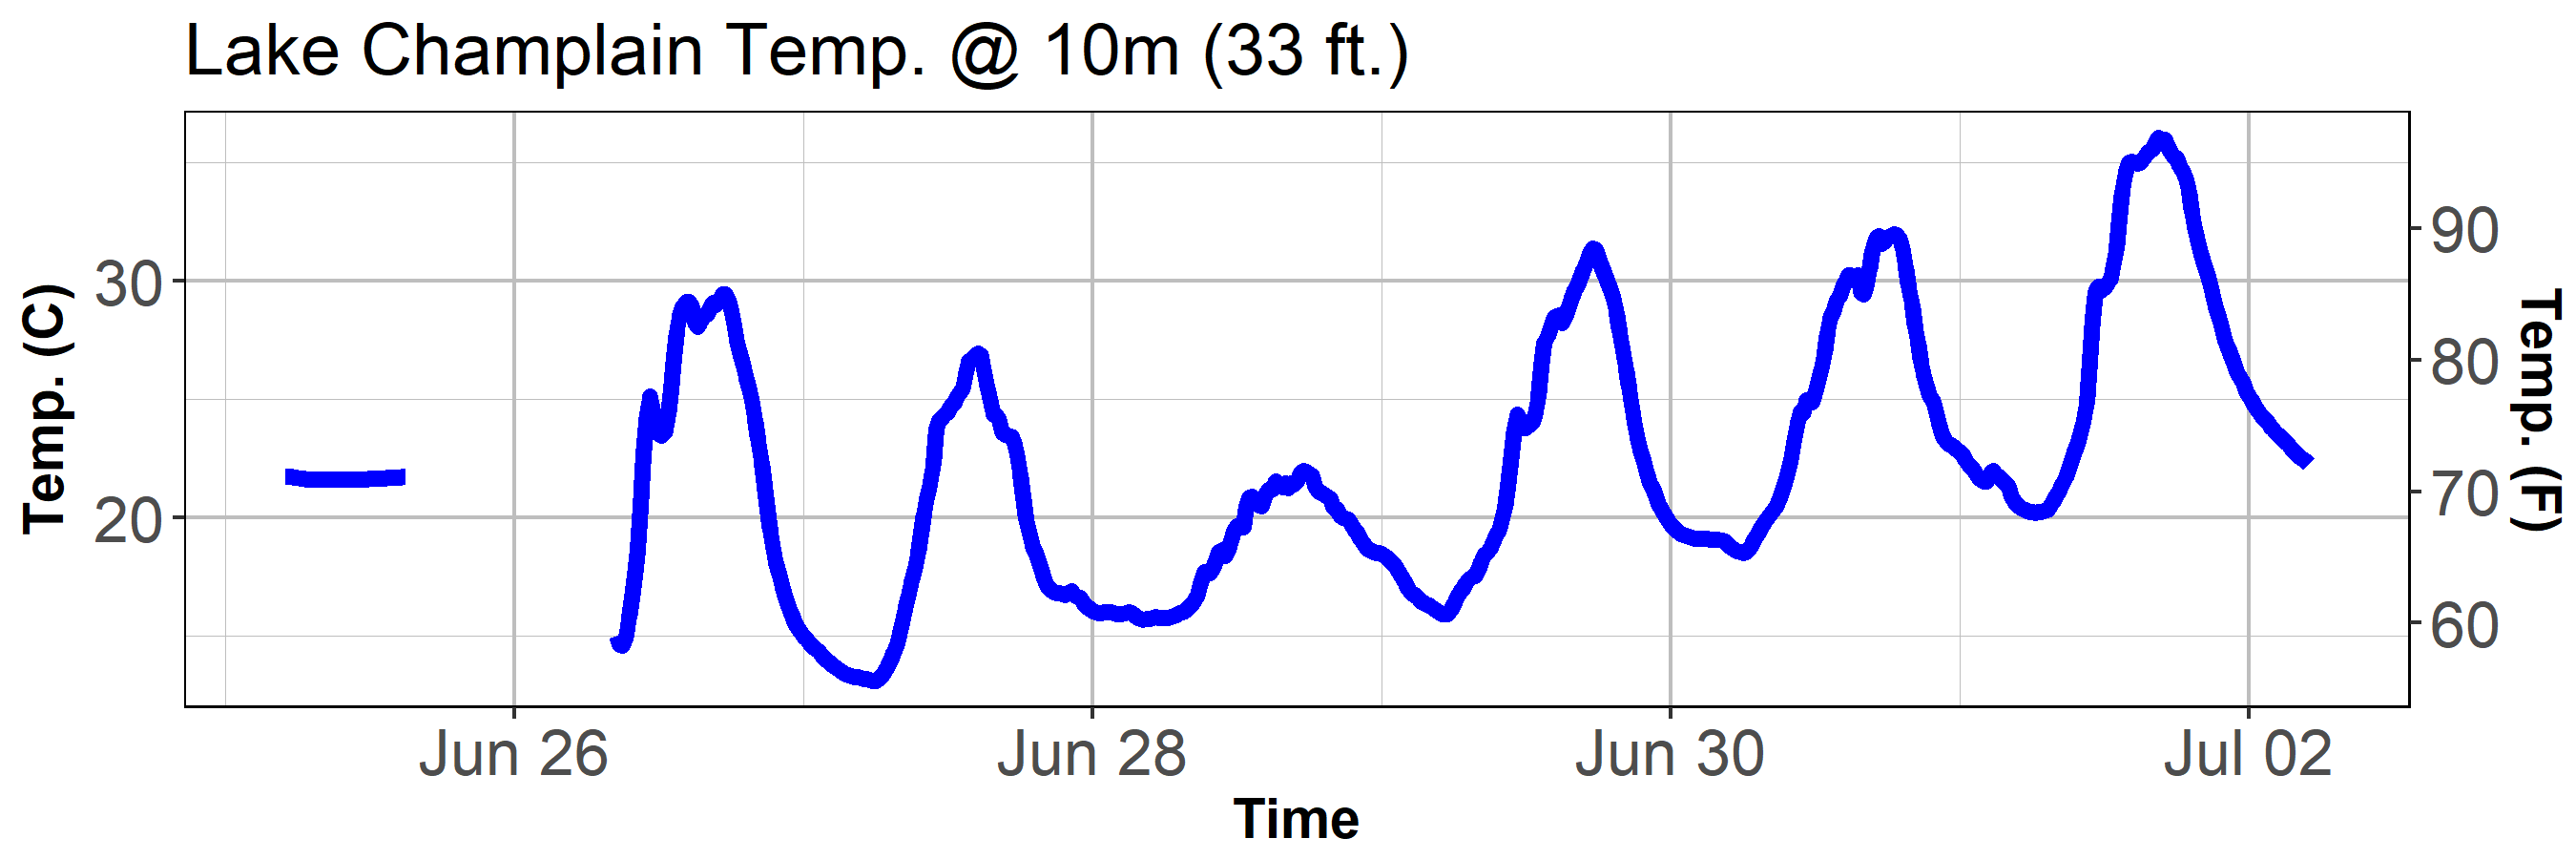 Lake Champlain Temp. @ 10m (33 ft.)
Temp. (C)
30
20
90
80
70
60
Temp. (F)
Jun 26 Jun 28 Jun 30 Jul 02
Time